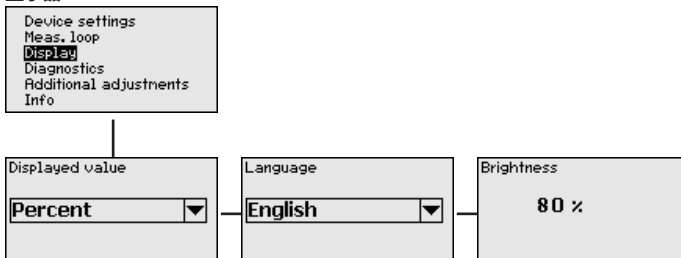 Device settings
Meas. loop
Display
Diagnostics
Additional adjustments
Info
Displayed value
Percent
Language
English
Brightness
80 %